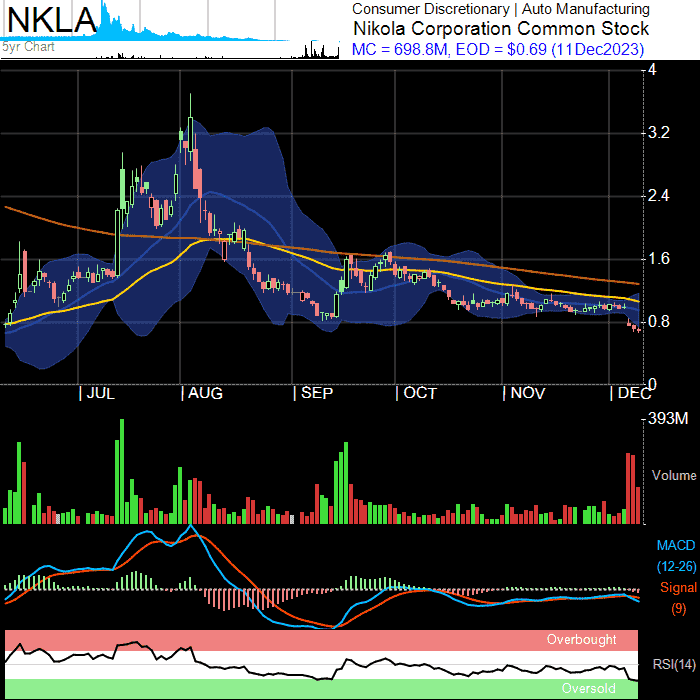 NKLA
5yr Chart
Consumer Discretionary | Auto Manufacturing
Nikola Corporation Common Stock
MC = 698.8M, EOD = $0.69 (11Dec2023)
4
3.2
2.4
1.6
0.8
0
| JUL | AUG | SEP | OCT | NOV | DEC
393M
Volume
MACD
(12-26)
Signal
(9)
Overbought
RSI(14)
Oversold